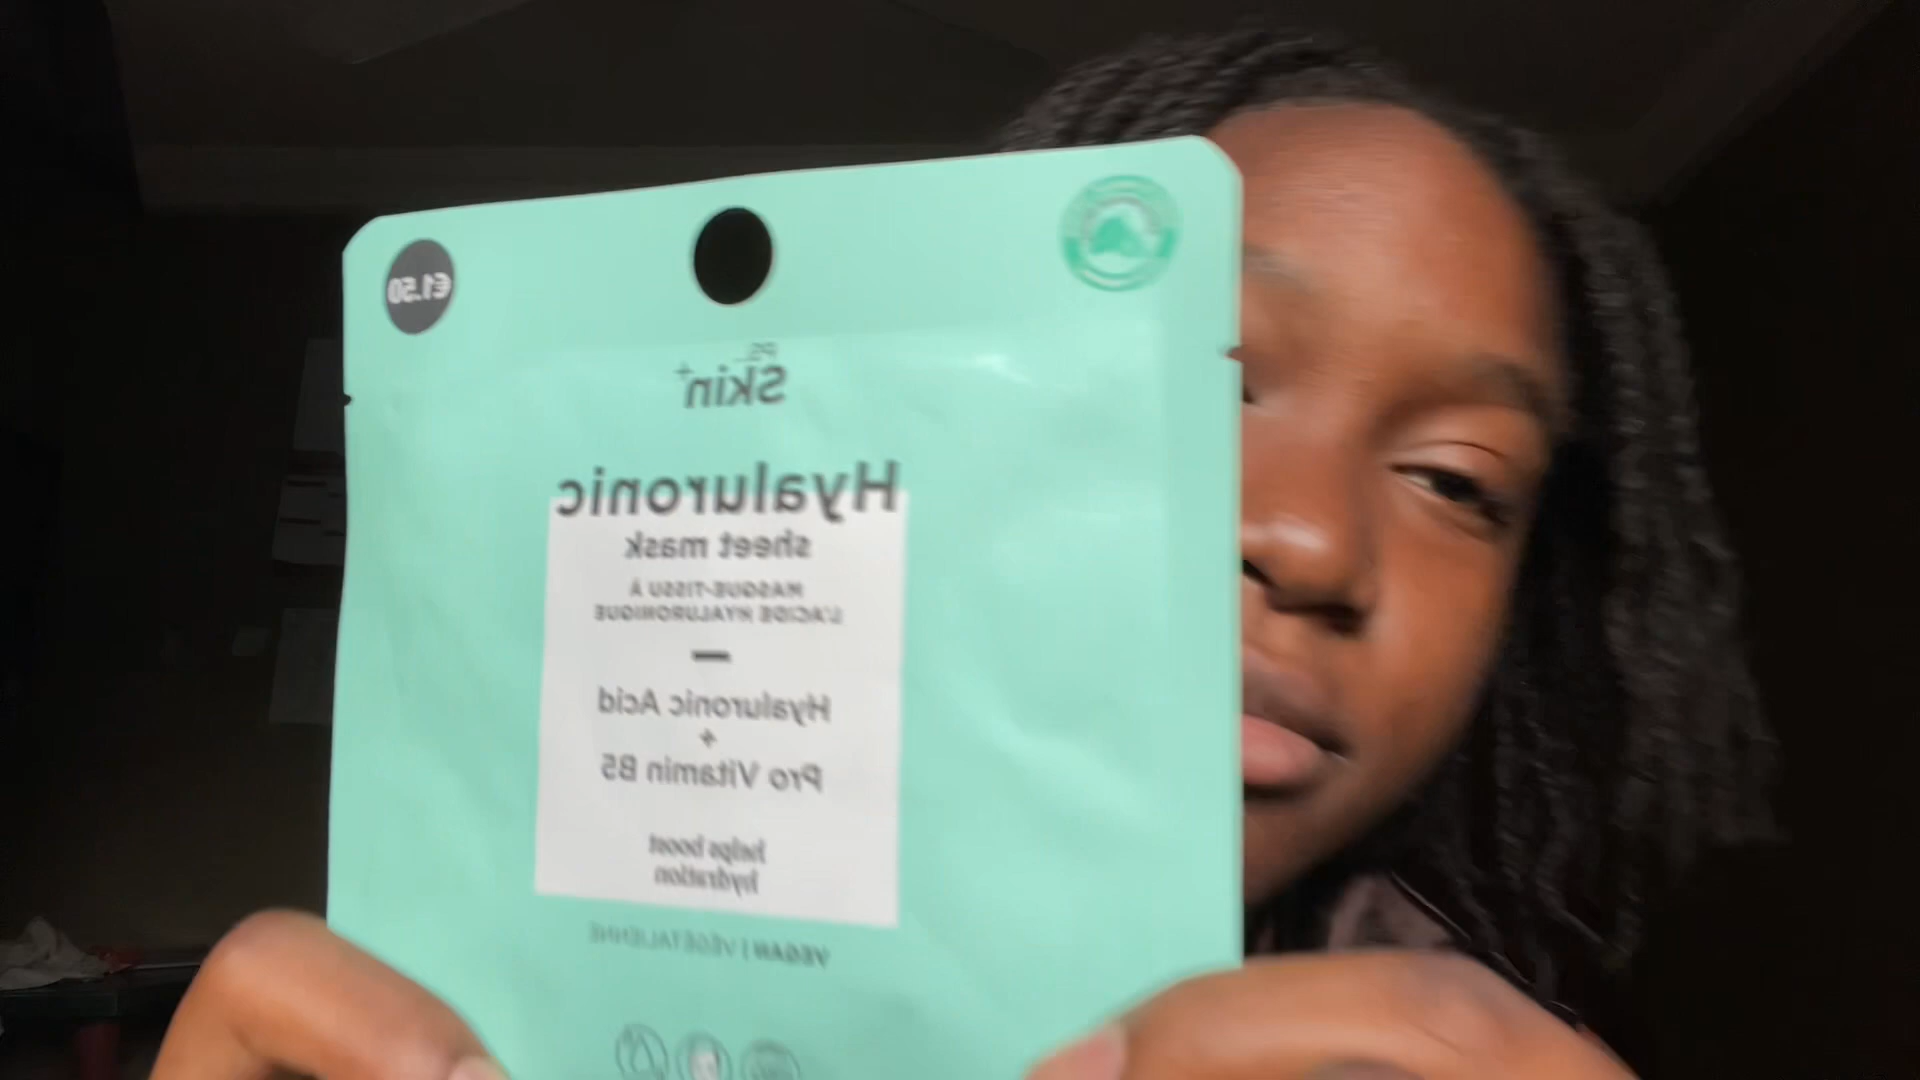 €1.50
PS...
Skin+
Hyaluronic
sheet mask
MASQUE-TISSU À
L'ACIDE HYALURONIQUE
Hyaluronic Acid
+
Pro Vitamin B5
helps boost
hydration
VEGAN | VÉGÉTALIENNE